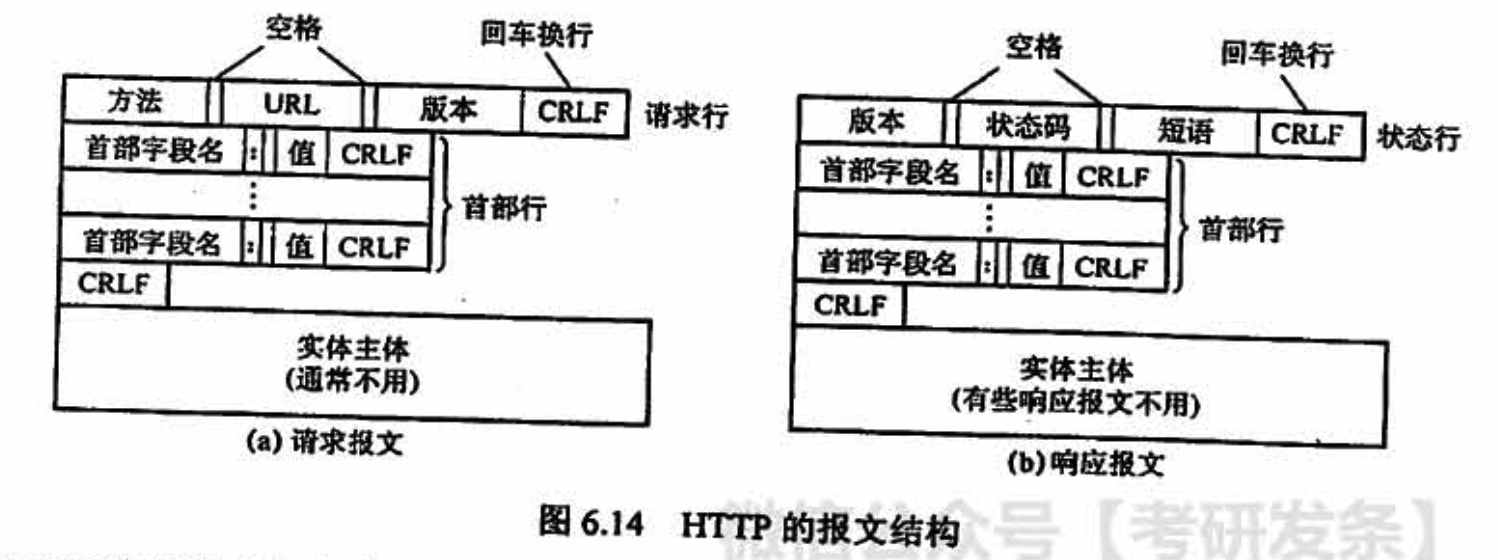 空格 回车换行
方法 URL 版本 CRLF 请求行
首部字段名 : 值 CRLF
⋮
首部行
首部字段名 : 值 CRLF
CRLF
实体主体
(通常不用)
(a) 请求报文
空格 回车换行
版本 状态码 短语 CRLF 状态行
首部字段名 : 值 CRLF
⋮
首部行
首部字段名 : 值 CRLF
CRLF
实体主体
(有些响应报文不用)
(b) 响应报文
图 6.14 HTTP 的报文结构
微信公众号【考研发条】